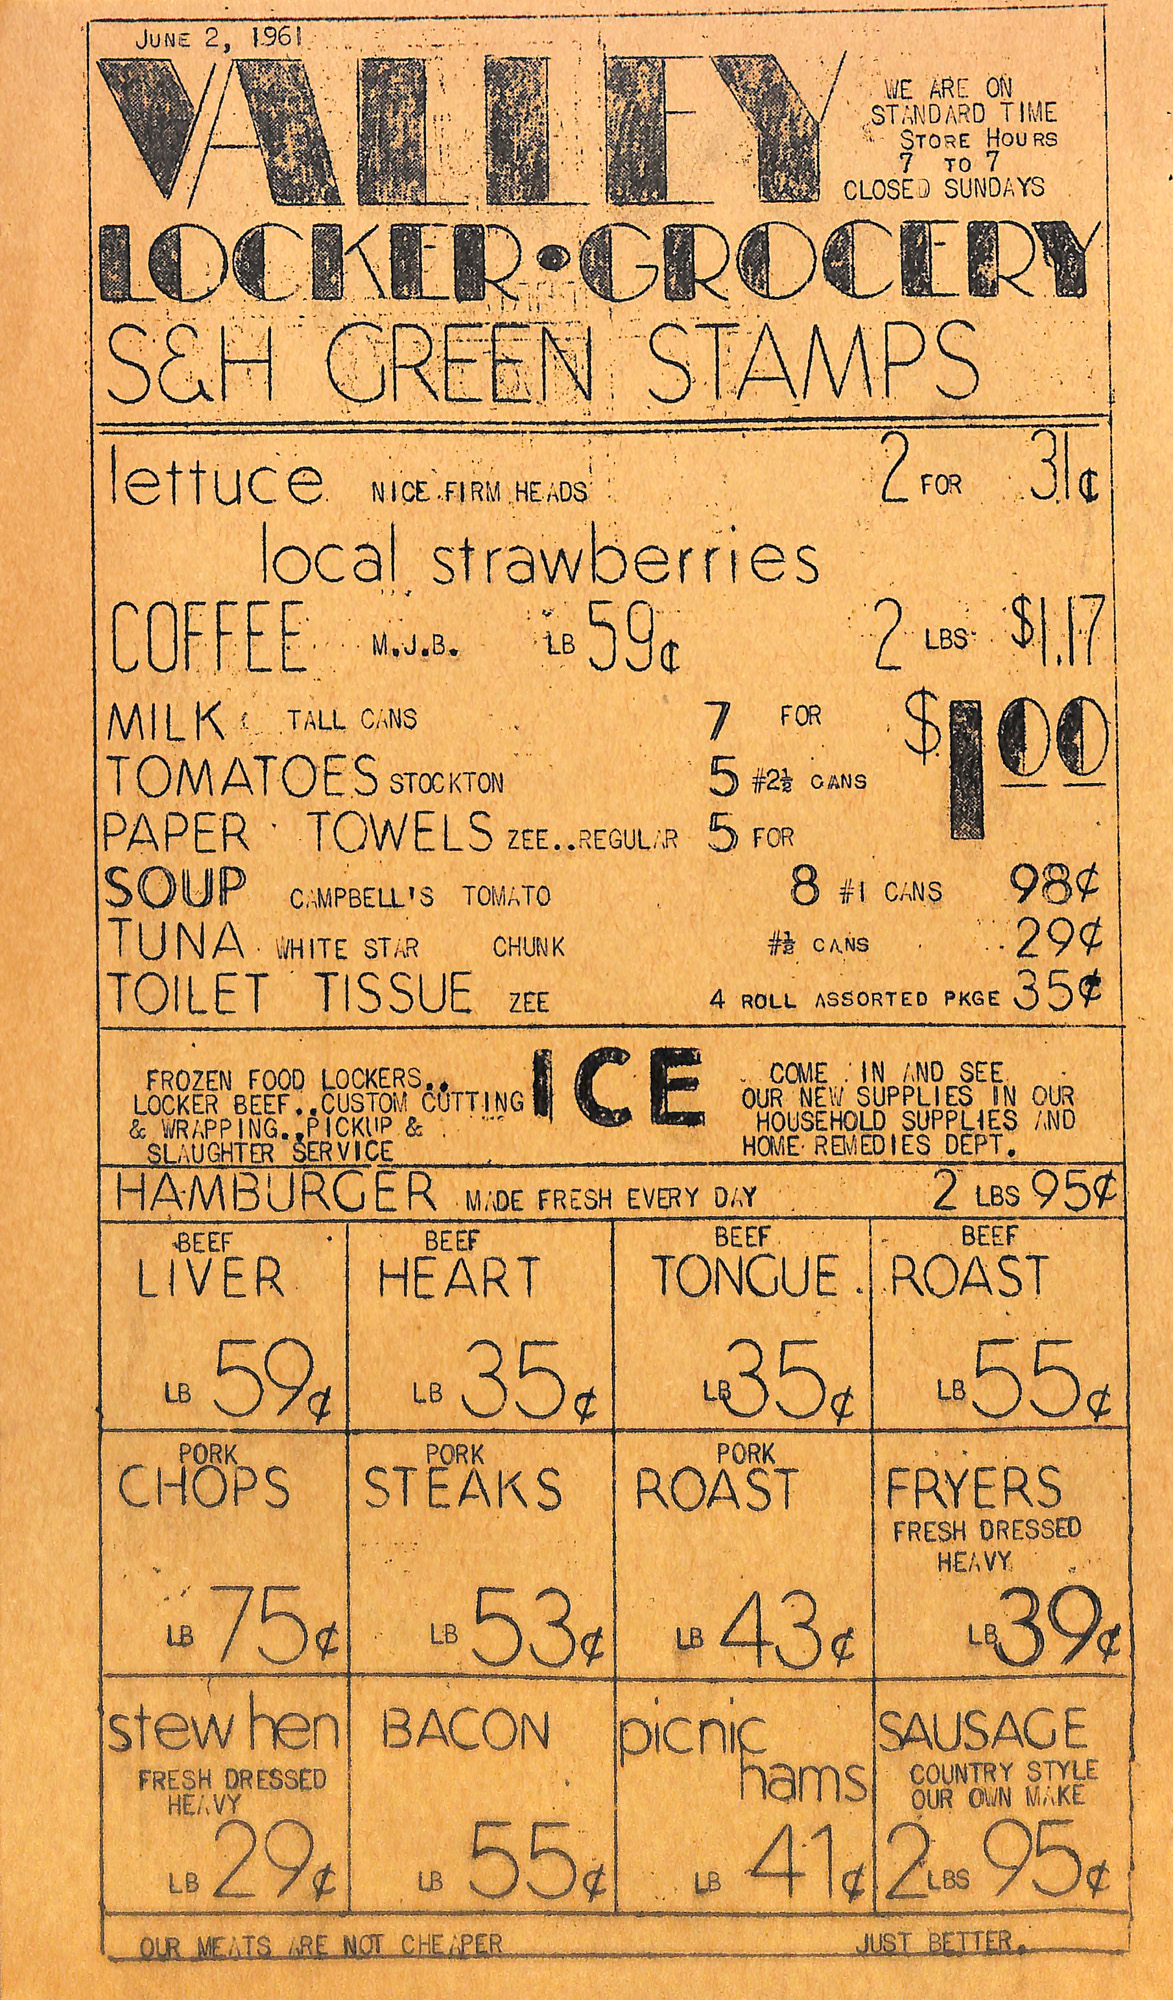 JUNE 2, 1961
VALLEY
WE ARE ON
STANDARD TIME
STORE HOURS
7 TO 7
CLOSED SUNDAYS
LOCKER•GROCERY
S&H GREEN STAMPS
lettuce NICE FIRM HEADS 2 FOR 31¢
local strawberries
COFFEE M.J.B. LB 59¢ 2 LBS $1.17
MILK TALL CANS 7 FOR
$1.00
TOMATOES STOCKTON 5 #2½ CANS
PAPER TOWELS ZEE..REGULAR 5 FOR
SOUP CAMPBELL'S TOMATO 8 #1 CANS 98¢
TUNA WHITE STAR CHUNK #½ CANS 29¢
TOILET TISSUE ZEE 4 ROLL ASSORTED PKGE 35¢
FROZEN FOOD LOCKERS..
LOCKER BEEF..CUSTOM CUTTING
& WRAPPING..PICKUP &
SLAUGHTER SERVICE
ICE
COME IN AND SEE
OUR NEW SUPPLIES IN OUR
HOUSEHOLD SUPPLIES AND
HOME REMEDIES DEPT.
HAMBURGER MADE FRESH EVERY DAY 2 LBS 95¢
BEEF
LIVER
LB 59¢
BEEF
HEART
LB 35¢
BEEF
TONGUE
LB 35¢
BEEF
ROAST
LB 55¢
PORK
CHOPS
LB 75¢
PORK
STEAKS
LB 53¢
PORK
ROAST
LB 43¢
FRYERS
FRESH DRESSED
HEAVY
LB 39¢
stew hen
FRESH DRESSED
HEAVY
LB 29¢
BACON
LB 55¢
picnic
hams
LB 41¢
SAUSAGE
COUNTRY STYLE
OUR OWN MAKE
2 LBS 95¢
OUR MEATS ARE NOT CHEAPER JUST BETTER.